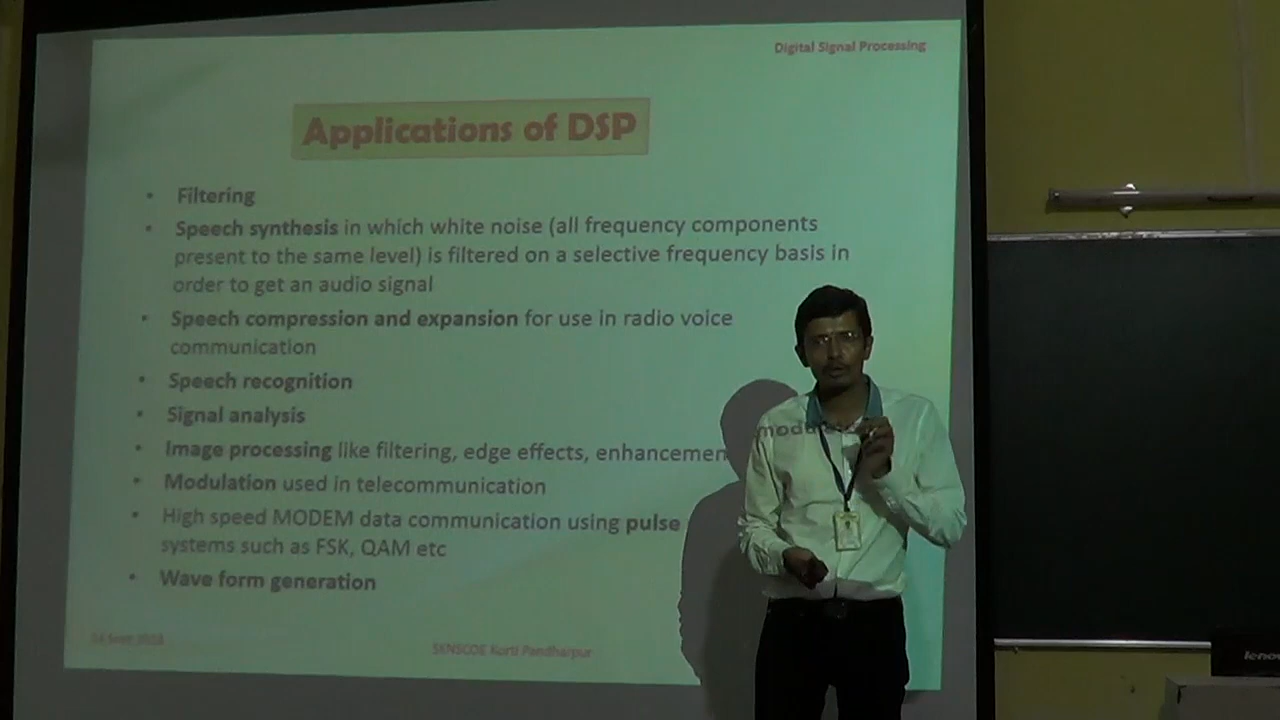 Digital Signal Processing
Applications of DSP
• Filtering
• Speech synthesis in which white noise (all frequency components
present to the same level) is filtered on a selective frequency basis in
order to get an audio signal
• Speech compression and expansion for use in radio voice
communication
• Speech recognition
• Signal analysis
• Image processing like filtering, edge effects, enhancemen
• Modulation used in telecommunication
• High speed MODEM data communication using pulse modu
systems such as FSK, QAM etc
• Wave form generation
Korti Pandharpur
leno